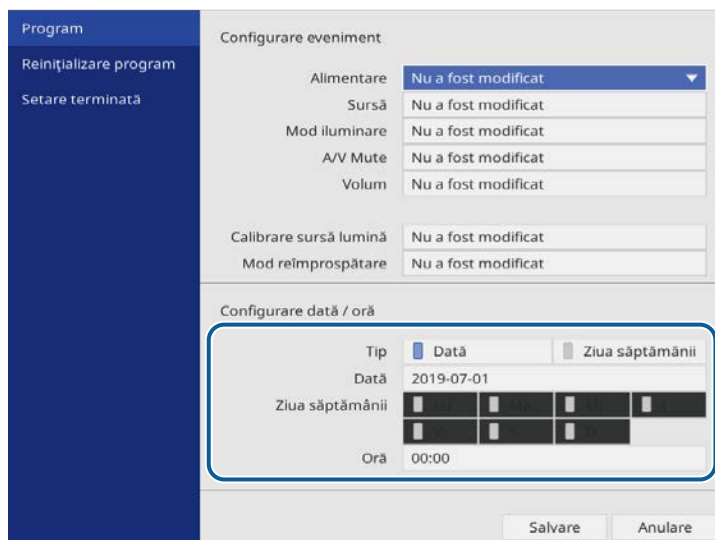 Program
Reinițializare program
Setare terminată
Configurare eveniment
Alimentare Nu a fost modificat
Sursă Nu a fost modificat
Mod iluminare Nu a fost modificat
A/V Mute Nu a fost modificat
Volum Nu a fost modificat
Calibrare sursă lumină Nu a fost modificat
Mod reîmprospătare Nu a fost modificat
Configurare dată / oră
Tip Dată Ziua săptămânii
Dată 2019-07-01
Ziua săptămânii
Oră 00:00
Salvare Anulare